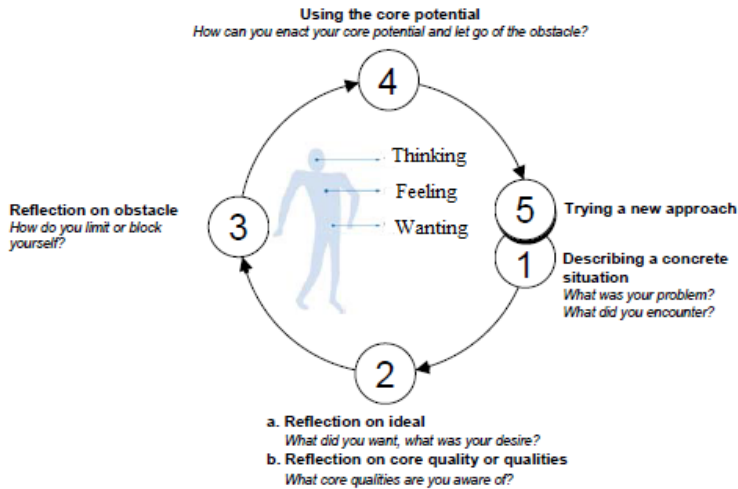 Using the core potential
How can you enact your core potential and let go of the obstacle?
4
Thinking
Feeling
Wanting
Reflection on obstacle
How do you limit or block
yourself?
3
5
Trying a new approach
1
Describing a concrete
situation
What was your problem?
What did you encounter?
2
a. Reflection on ideal
What did you want, what was your desire?
b. Reflection on core quality or qualities
What core qualities are you aware of?